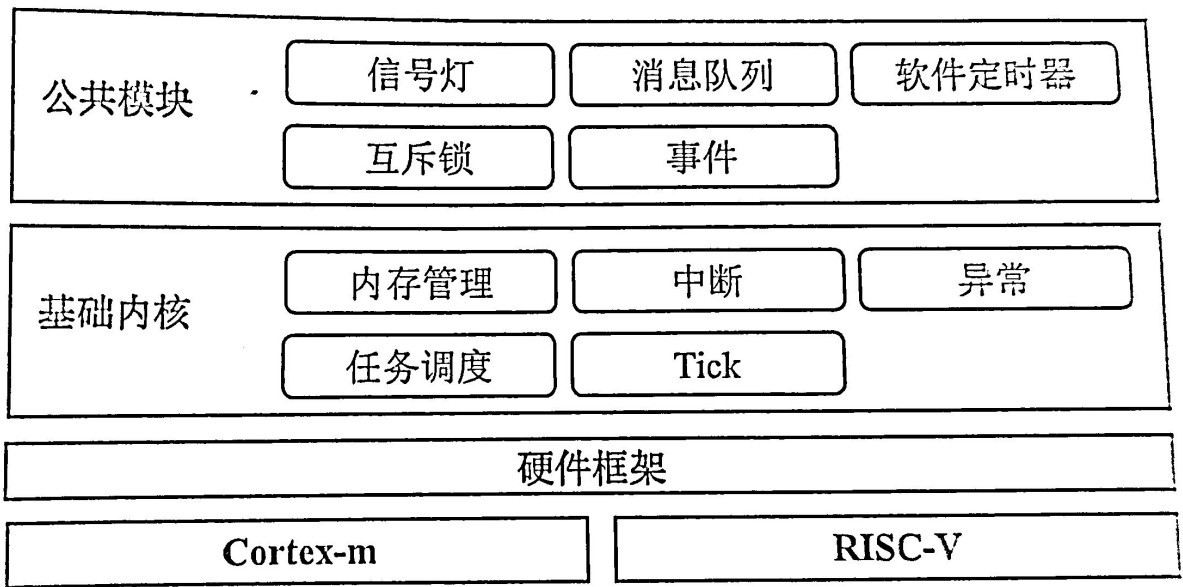 公共模块
信号灯
消息队列
软件定时器
互斥锁
事件
基础内核
内存管理
中断
异常
任务调度
Tick
硬件框架
Cortex-m
RISC-V